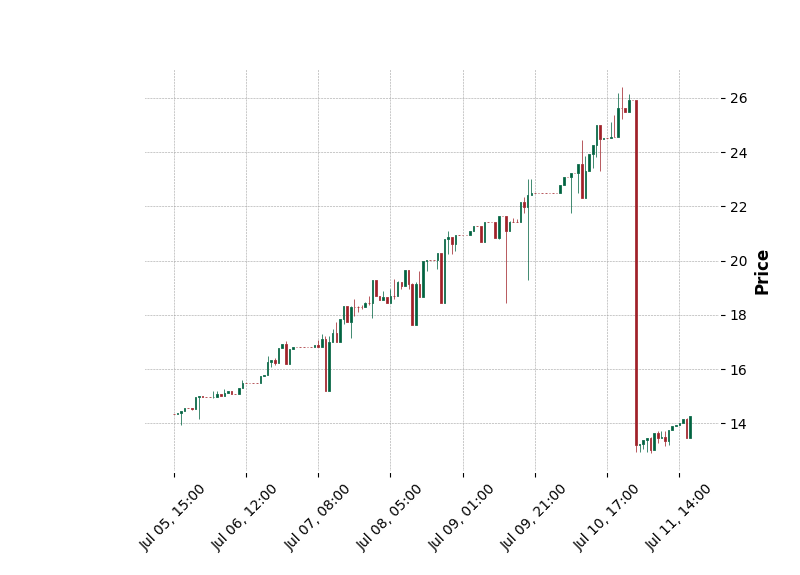 26
24
22
20
18
16
14
Price
Jul 05, 15:00
Jul 06, 12:00
Jul 07, 08:00
Jul 08, 05:00
Jul 09, 01:00
Jul 09, 21:00
Jul 10, 17:00
Jul 11, 14:00